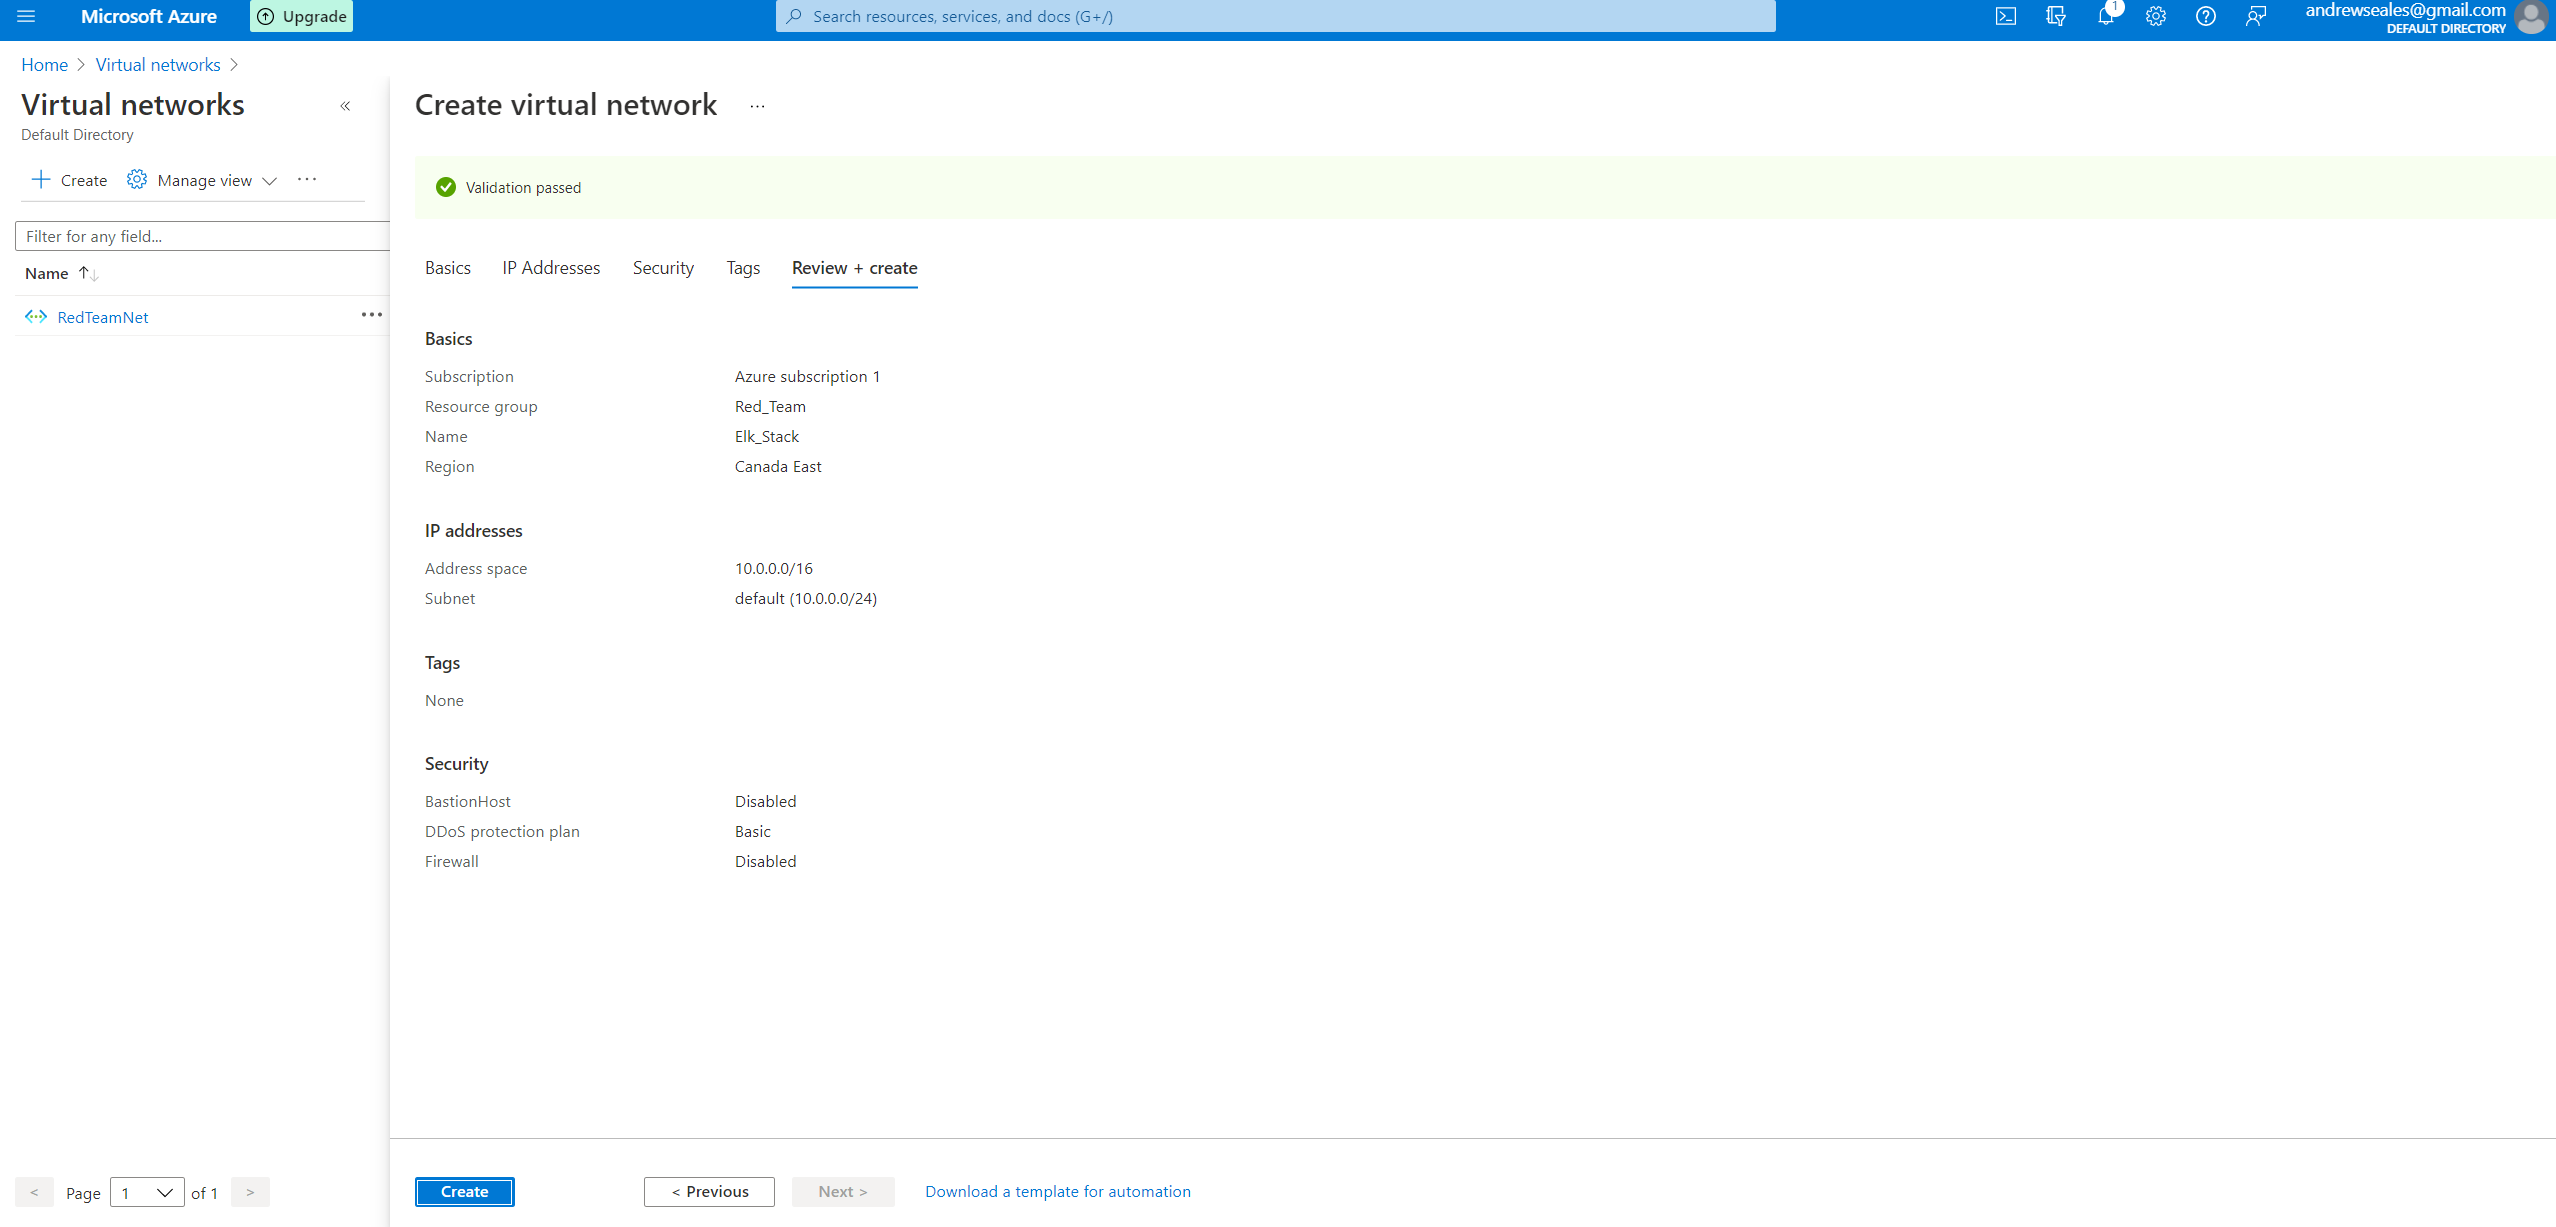 Microsoft Azure
Upgrade
Search resources, services, and docs (G+/)
1
andrewseales@gmail.com
DEFAULT DIRECTORY
Home > Virtual networks >
Virtual networks «
Default Directory
+ Create Manage view ...
Filter for any field...
Name ↑↓
RedTeamNet ...
< Page 1 of 1 >
Create virtual network ...
Validation passed
Basics IP Addresses Security Tags Review + create
Basics
Subscription Azure subscription 1
Resource group Red_Team
Name Elk_Stack
Region Canada East
IP addresses
Address space 10.0.0.0/16
Subnet default (10.0.0.0/24)
Tags
None
Security
BastionHost Disabled
DDoS protection plan Basic
Firewall Disabled
Create < Previous Next > Download a template for automation